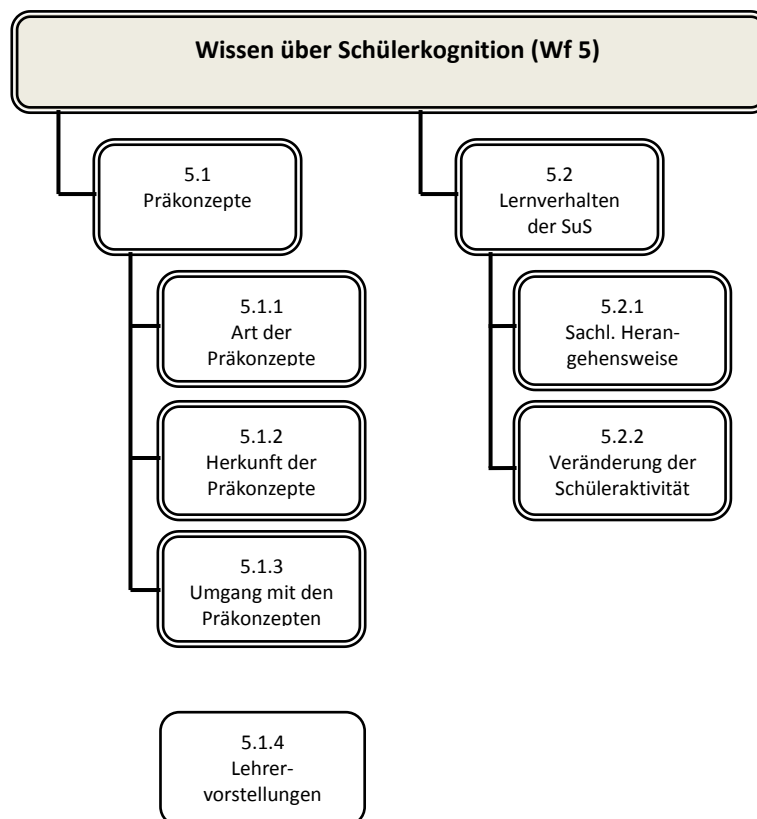 Wissen über Schülerkognition (Wf 5)
5.1
Präkonzepte
5.1.1
Art der
Präkonzepte
5.1.2
Herkunft der
Präkonzepte
5.1.3
Umgang mit den
Präkonzepten
5.1.4
Lehrer-
vorstellungen
5.2
Lernverhalten
der SuS
5.2.1
Sachl. Heran-
gehensweise
5.2.2
Veränderung der
Schüleraktivität